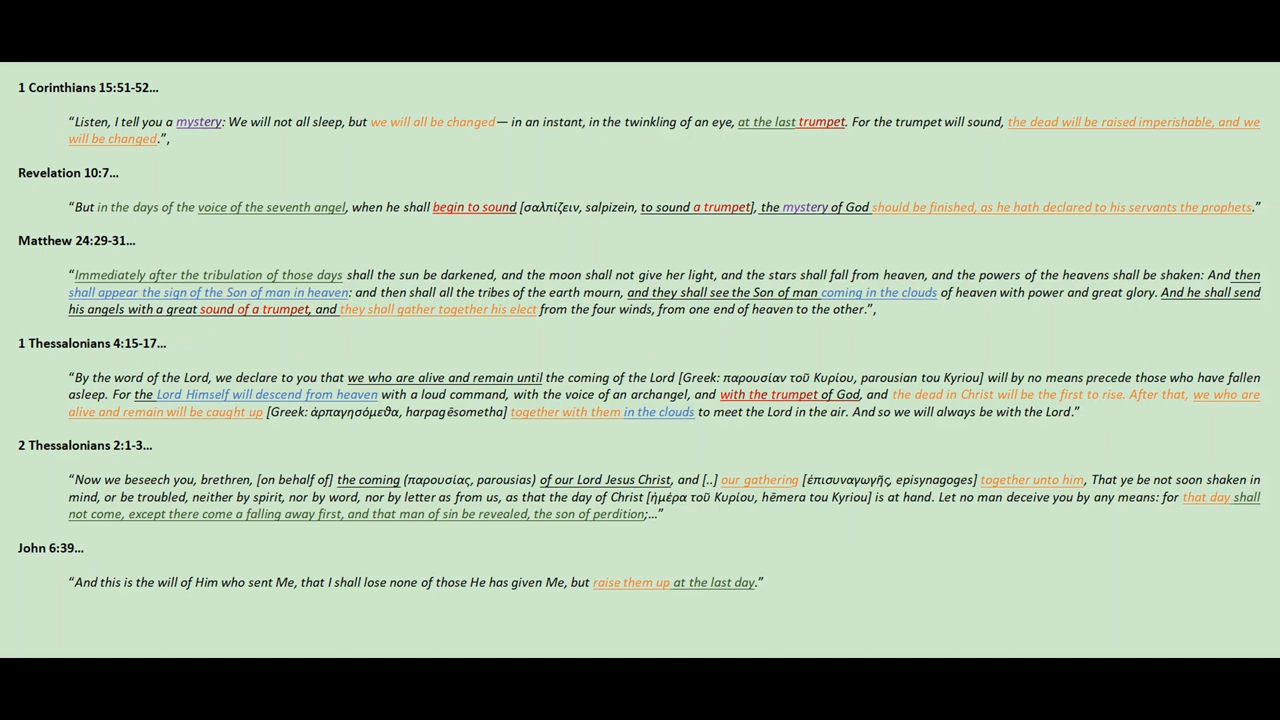 1 Corinthians 15:51-52...
“Listen, I tell you a mystery: We will not all sleep, but we will all be changed— in an instant, in the twinkling of an eye, at the last trumpet. For the trumpet will sound, the dead will be raised imperishable, and we
will be changed.”,
Revelation 10:7...
“But in the days of the voice of the seventh angel, when he shall begin to sound [σαλπίζειν, salpizein, to sound a trumpet], the mystery of God should be finished, as he hath declared to his servants the prophets.”
Matthew 24:29-31...
“Immediately after the tribulation of those days shall the sun be darkened, and the moon shall not give her light, and the stars shall fall from heaven, and the powers of the heavens shall be shaken: And then
shall appear the sign of the Son of man in heaven: and then shall all the tribes of the earth mourn, and they shall see the Son of man coming in the clouds of heaven with power and great glory. And he shall send
his angels with a great sound of a trumpet, and they shall gather together his elect from the four winds, from one end of heaven to the other.”,
1 Thessalonians 4:15-17...
“By the word of the Lord, we declare to you that we who are alive and remain until the coming of the Lord [Greek: παρουσίαν τοῦ Κυρίου, parousian tou Kyriou] will by no means precede those who have fallen
asleep. For the Lord Himself will descend from heaven with a loud command, with the voice of an archangel, and with the trumpet of God, and the dead in Christ will be the first to rise. After that, we who are
alive and remain will be caught up [Greek: ἁρπαγησόμεθα, harpagēsometha] together with them in the clouds to meet the Lord in the air. And so we will always be with the Lord.”
2 Thessalonians 2:1-3...
“Now we beseech you, brethren, [on behalf of] the coming (παρουσίας, parousias) of our Lord Jesus Christ, and [..] our gathering [ἐπισυναγωγῆς, episynagoges] together unto him, That ye be not soon shaken in
mind, or be troubled, neither by spirit, nor by word, nor by letter as from us, as that the day of Christ [ἡμέρα τοῦ Κυρίου, hēmera tou Kyriou] is at hand. Let no man deceive you by any means: for that day shall
not come, except there come a falling away first, and that man of sin be revealed, the son of perdition;...”
John 6:39...
“And this is the will of Him who sent Me, that I shall lose none of those He has given Me, but raise them up at the last day.”